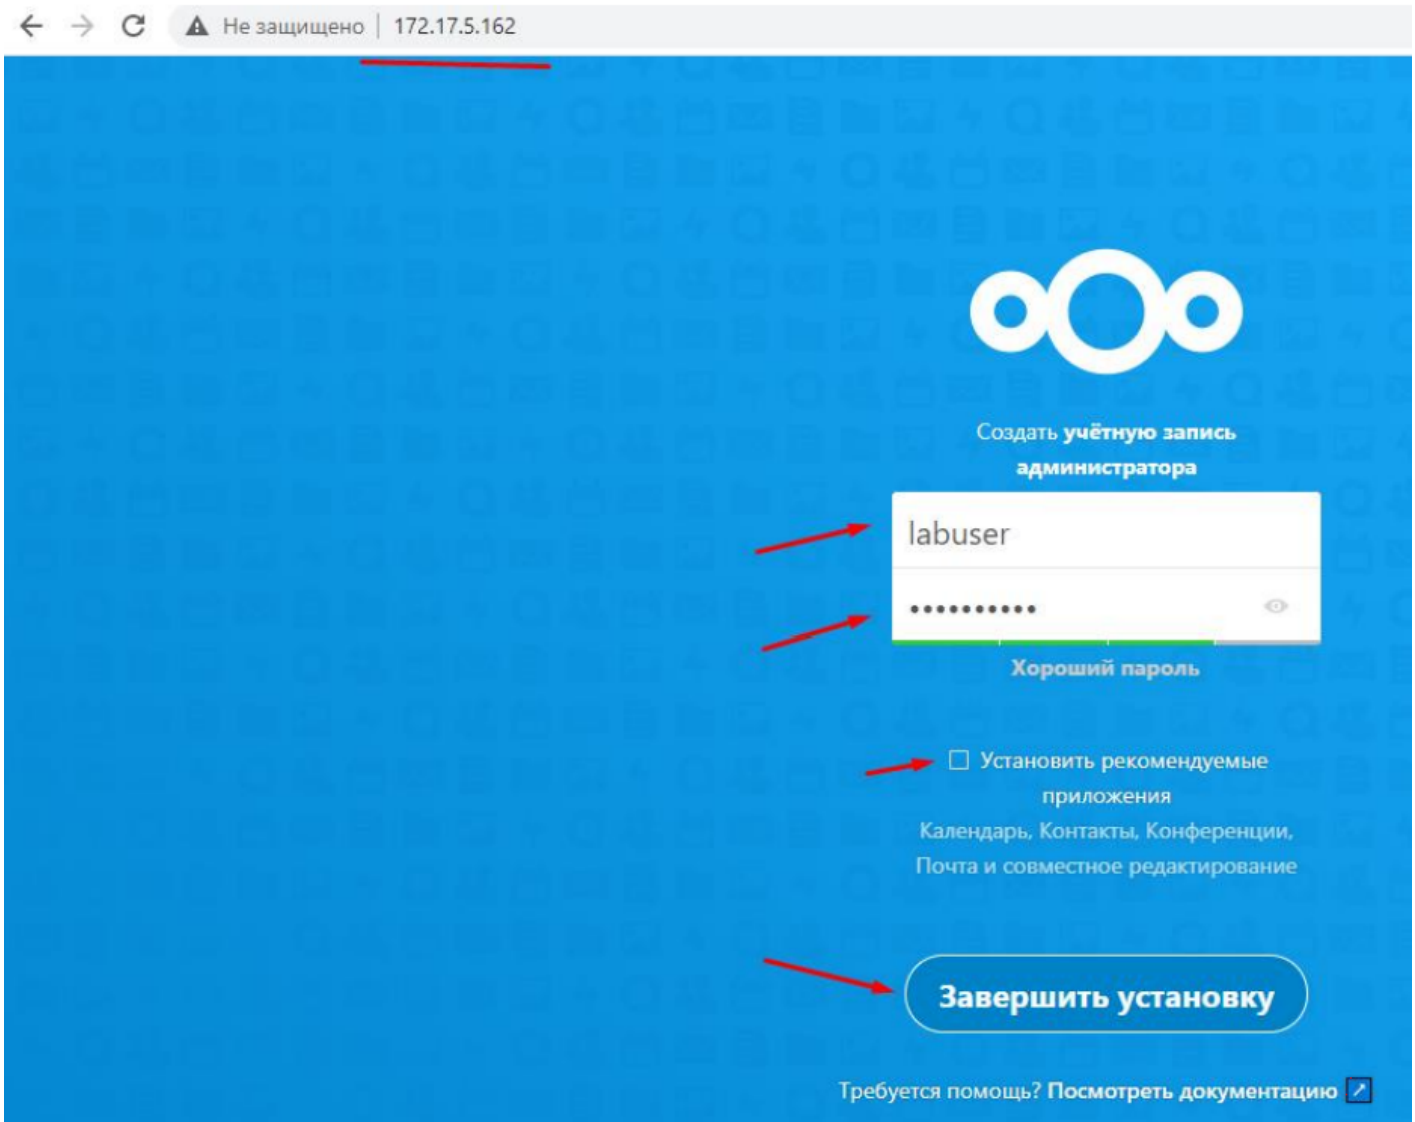 Не защищено | 172.17.5.162
Создать учётную запись
администратора
labuser
••••••••••
Хороший пароль
Установить рекомендуемые
приложения
Календарь, Контакты, Конференции,
Почта и совместное редактирование
Завершить установку
Требуется помощь? Посмотреть документацию